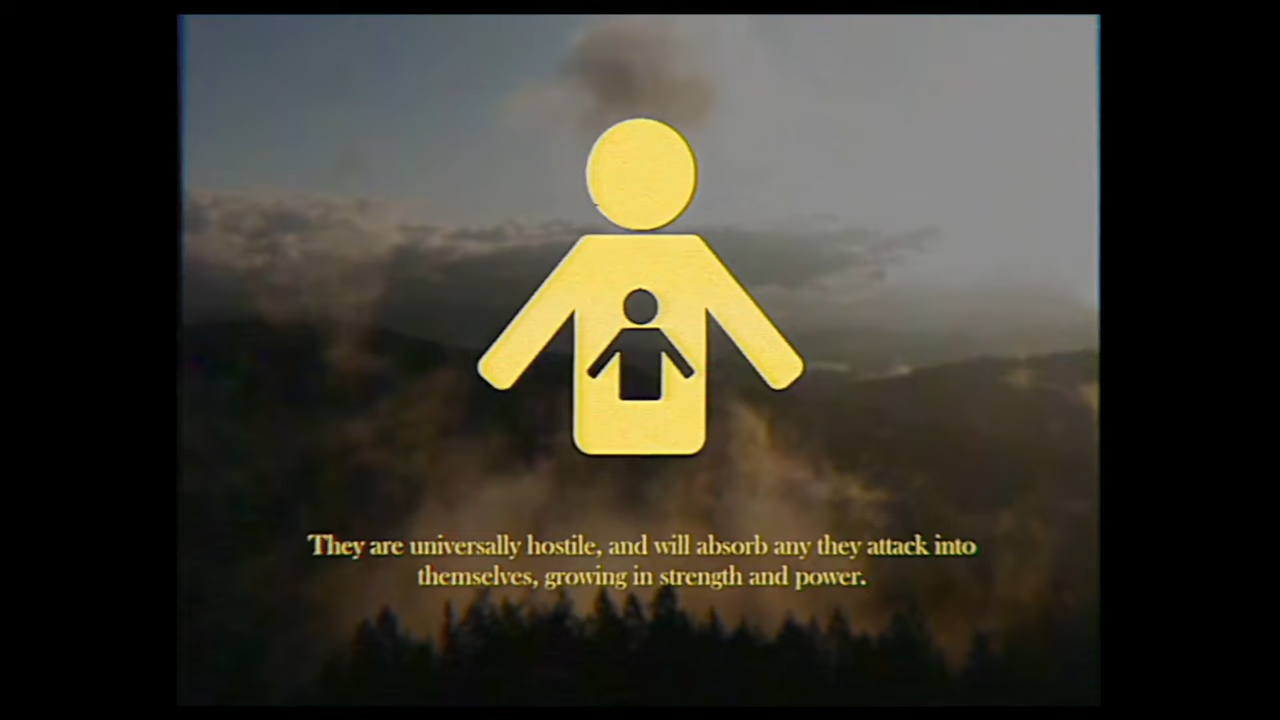 They are universally hostile, and will absorb any they attack into
themselves, growing in strength and power.